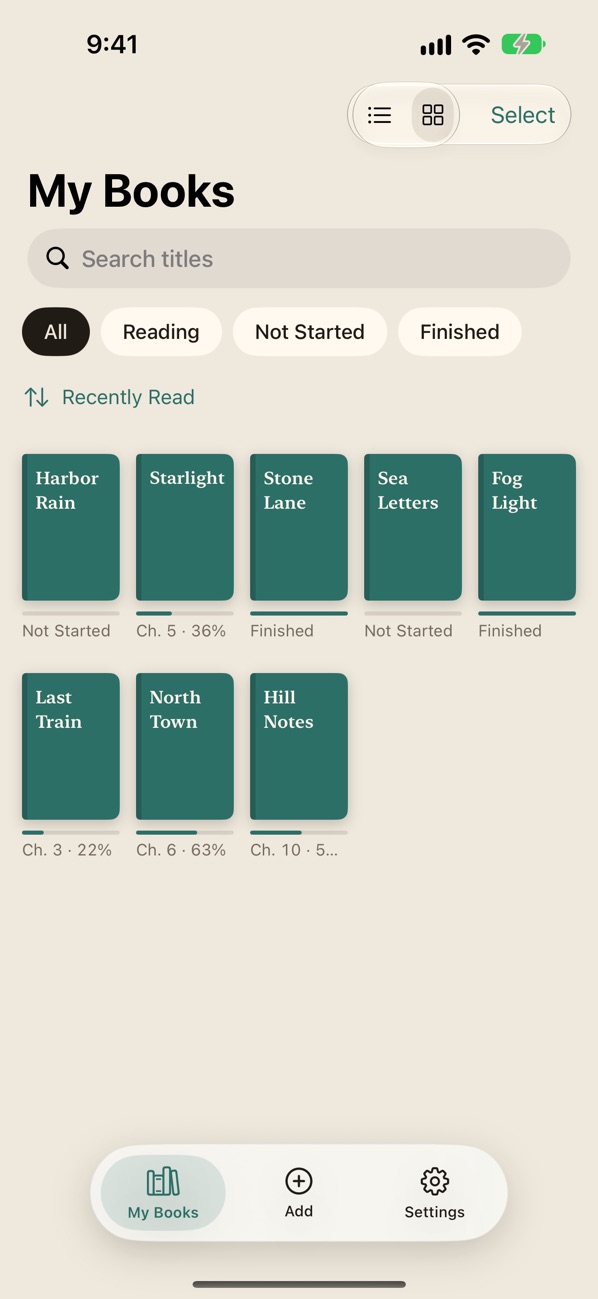 9:41
Select
My Books
Search titles
All
Reading
Not Started
Finished
Recently Read
Harbor
Rain
Starlight
Stone
Lane
Sea
Letters
Fog
Light
Not Started
Ch. 5 · 36%
Finished
Not Started
Finished
Last
Train
North
Town
Hill
Notes
Ch. 3 · 22%
Ch. 6 · 63%
Ch. 10 · 5...
My Books
Add
Settings